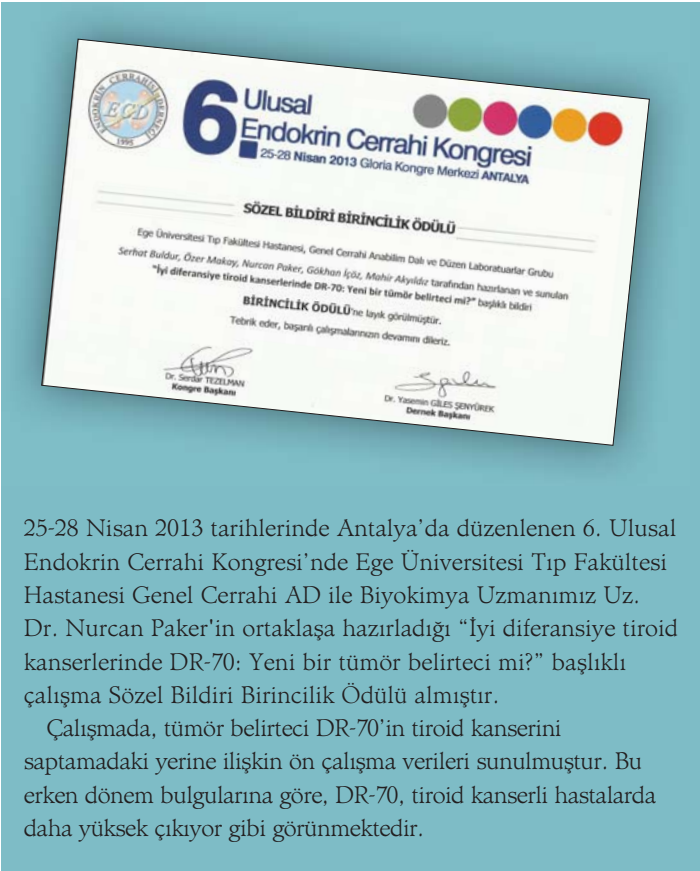 ENDOKRİN CERRAHİSİ DERNEĞİ
ECD
1995
6 Ulusal
Endokrin Cerrahi Kongresi
25-28 Nisan 2013 Gloria Kongre Merkezi ANTALYA
SÖZEL BİLDİRİ BİRİNCİLİK ÖDÜLÜ
Ege Üniversitesi Tıp Fakültesi Hastanesi, Genel Cerrahi Anabilim Dalı ve Düzen Laboratuarlar Grubu
Serhat Buldur, Özer Makay, Nurcan Paker, Gökhan İçöz, Mahir Akyıldız tarafından hazırlanan ve sunulan
"İyi diferansiye tiroid kanserlerinde DR-70: Yeni bir tümör belirteci mi?" başlıklı bildiri
BİRİNCİLİK ÖDÜLÜ'ne layık görülmüştür.
Tebrik eder, başarılı çalışmalarınızın devamını dileriz.
Dr. Serdar TEZELMAN
Kongre Başkanı
Dr. Yasemin GİLES ŞENYÜREK
Dernek Başkanı
25-28 Nisan 2013 tarihlerinde Antalya’da düzenlenen 6. Ulusal
Endokrin Cerrahi Kongresi’nde Ege Üniversitesi Tıp Fakültesi
Hastanesi Genel Cerrahi AD ile Biyokimya Uzmanımız Uz.
Dr. Nurcan Paker'in ortaklaşa hazırladığı “İyi diferansiye tiroid
kanserlerinde DR-70: Yeni bir tümör belirteci mi?” başlıklı
çalışma Sözel Bildiri Birincilik Ödülü almıştır.
Çalışmada, tümör belirteci DR-70’in tiroid kanserini
saptamadaki yerine ilişkin ön çalışma verileri sunulmuştur. Bu
erken dönem bulgularına göre, DR-70, tiroid kanserli hastalarda
daha yüksek çıkıyor gibi görünmektedir.